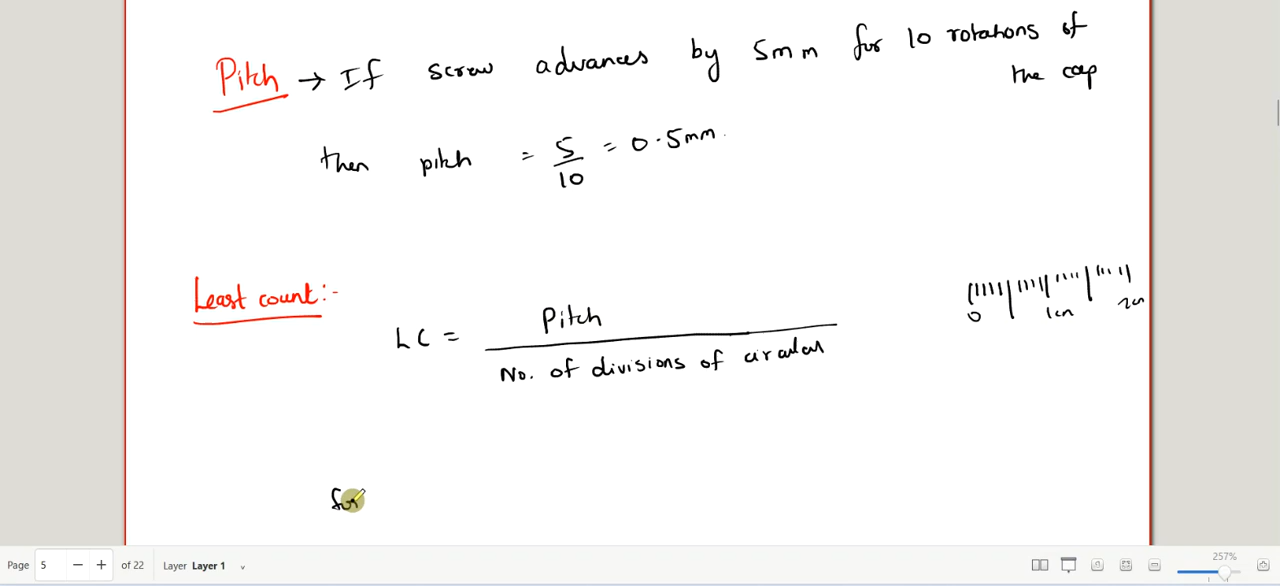 Pitch → If screw advances by 5mm for 10 rotations of
the cap
then pitch = 5/10 = 0.5mm.
Least count:-
LC = Pitch
No. of divisions of circular
0 1cm 2cm
for
Page 5 of 22 Layer Layer 1 257%